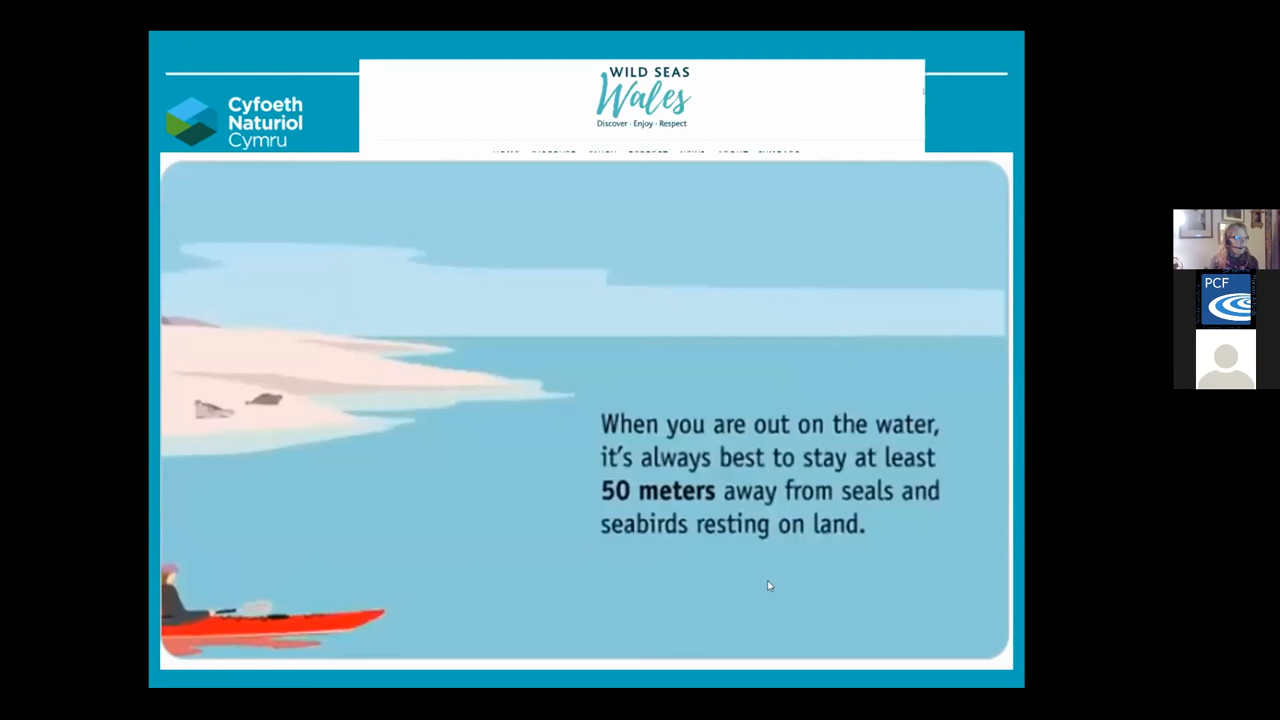 WILD SEAS
Wales
Discover · Enjoy · Respect
Cyfoeth
Naturiol
Cymru
When you are out on the water,
it's always best to stay at least
50 meters away from seals and
seabirds resting on land.
PCF